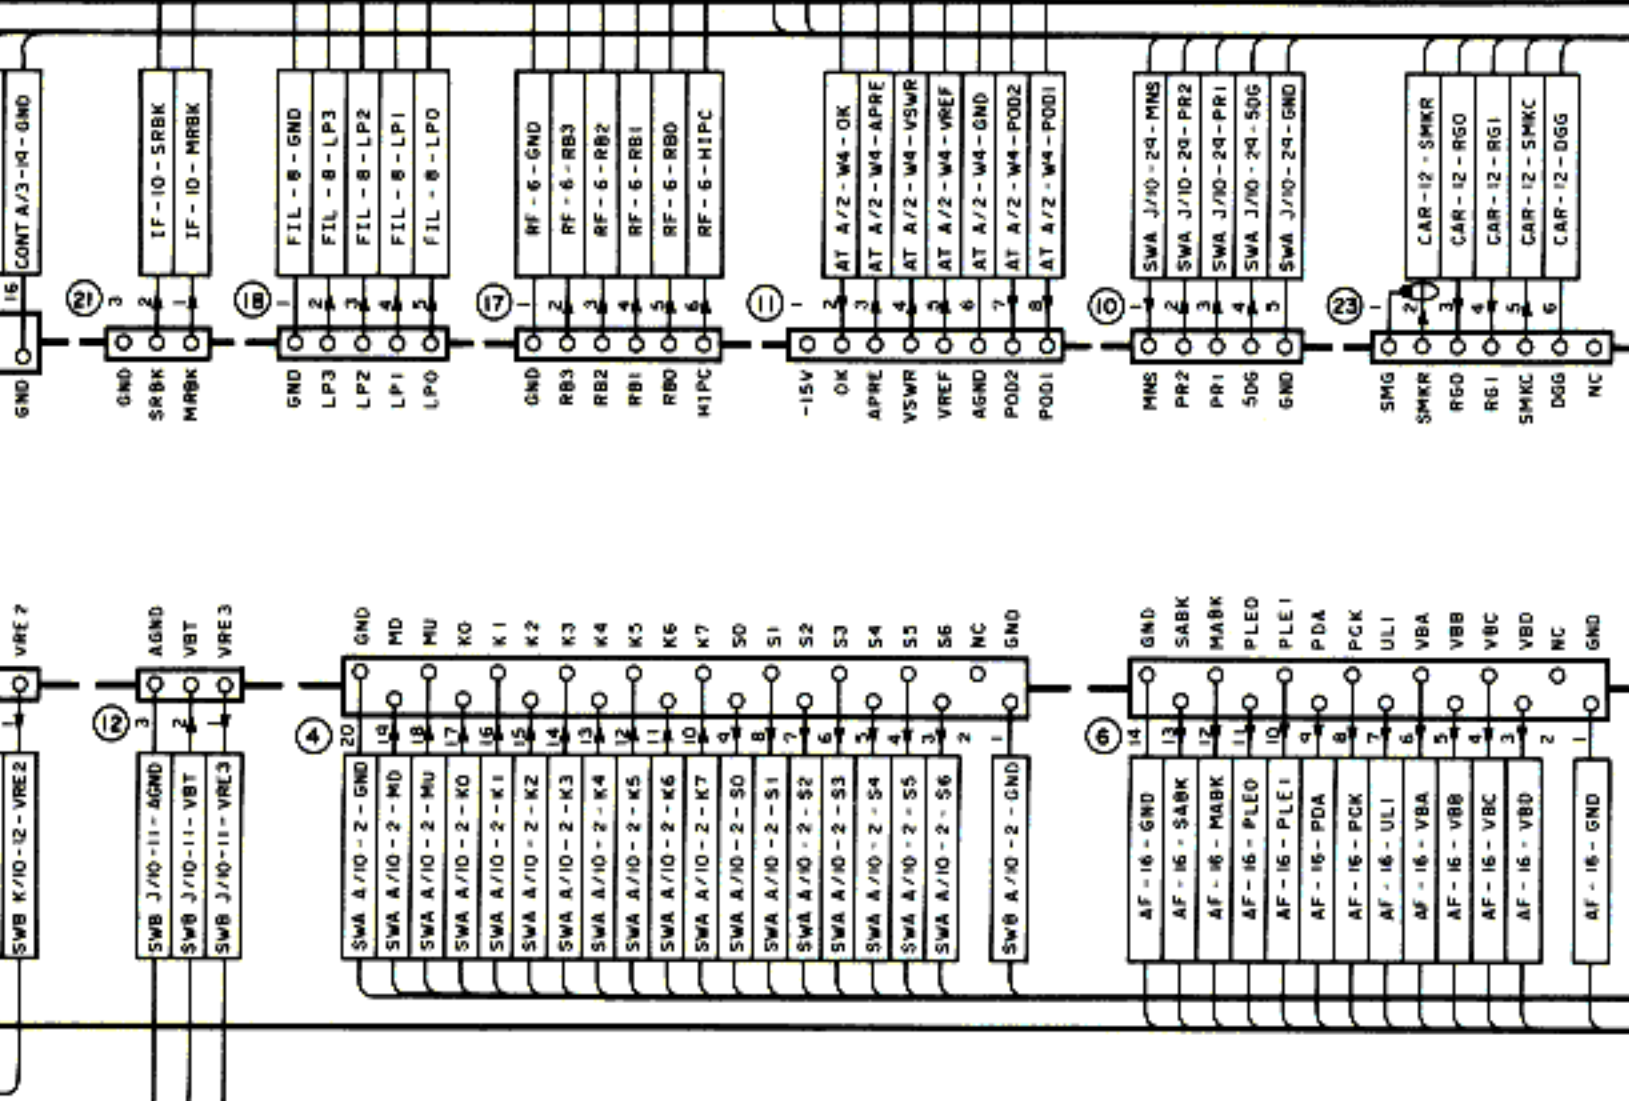 CONT A/3-14-GND
IF-10-SRBK
IF-10-MRBK
FIL-8-GND
FIL-8-LP3
FIL-8-LP2
FIL-8-LP1
FIL-8-LP0
RF-6-GND
RF-6-RB3
RF-6-RB2
RF-6-RB1
RF-6-RB0
RF-6-HIPC
AT A/2-W4-OK
AT A/2-W4-APRE
AT A/2-W4-VSWR
AT A/2-W4-VREF
AT A/2-W4-GND
AT A/2-W4-POD2
AT A/2-W4-POD1
SWA J/10-24-MNS
SWA J/10-24-PR2
SWA J/10-24-PR1
SWA J/10-24-SDG
SWA J/10-24-GND
CAR-12-SMKR
CAR-12-RG0
CAR-12-RG1
CAR-12-SMKC
CAR-12-DGG
16
21 3 2 1
18 1 2 3 4 5
17 1 2 3 4 5 6
11 1 2 3 4 5 6 7 8
10 1 2 3 4 5
23 1 2 3 4 5 6
GND
GND SRBK MRBK
GND LP3 LP2 LP1 LP0
GND RB3 RB2 RB1 RB0 HIPC
-15V OK APRE VSWR VREF AGND POD2 POD1
MNS PR2 PR1 SDG GND
SMG SMKR RG0 RG1 SMKC DGG NC
VRE2
AGND VBT VRE3
GND MD MU K0 K1 K2 K3 K4 K5 K6 K7 S0 S1 S2 S3 S4 S5 S6 NC GND
GND SABK MABK PLE0 PLE1 PDA PCK UL1 VBA VBB VBC VBD NC GND
1
12 3 2 1
4 20 19 18 17 16 15 14 13 12 11 10 9 8 7 6 5 4 3 2 1
6 14 13 12 11 10 9 8 7 6 5 4 3 2 1
SWB K/10-12-VRE2
SWB J/10-11-AGND
SWB J/10-11-VBT
SWB J/10-11-VRE3
SWA A/10-2-GND
SWA A/10-2-MD
SWA A/10-2-MU
SWA A/10-2-K0
SWA A/10-2-K1
SWA A/10-2-K2
SWA A/10-2-K3
SWA A/10-2-K4
SWA A/10-2-K5
SWA A/10-2-K6
SWA A/10-2-K7
SWA A/10-2-S0
SWA A/10-2-S1
SWA A/10-2-S2
SWA A/10-2-S3
SWA A/10-2-S4
SWA A/10-2-S5
SWA A/10-2-S6
SWB A/10-2-GND
AF-16-GND
AF-16-SABK
AF-16-MABK
AF-16-PLE0
AF-16-PLE1
AF-16-PDA
AF-16-PCK
AF-16-UL1
AF-16-VBA
AF-16-VBB
AF-16-VBC
AF-16-VBD
AF-16-GND